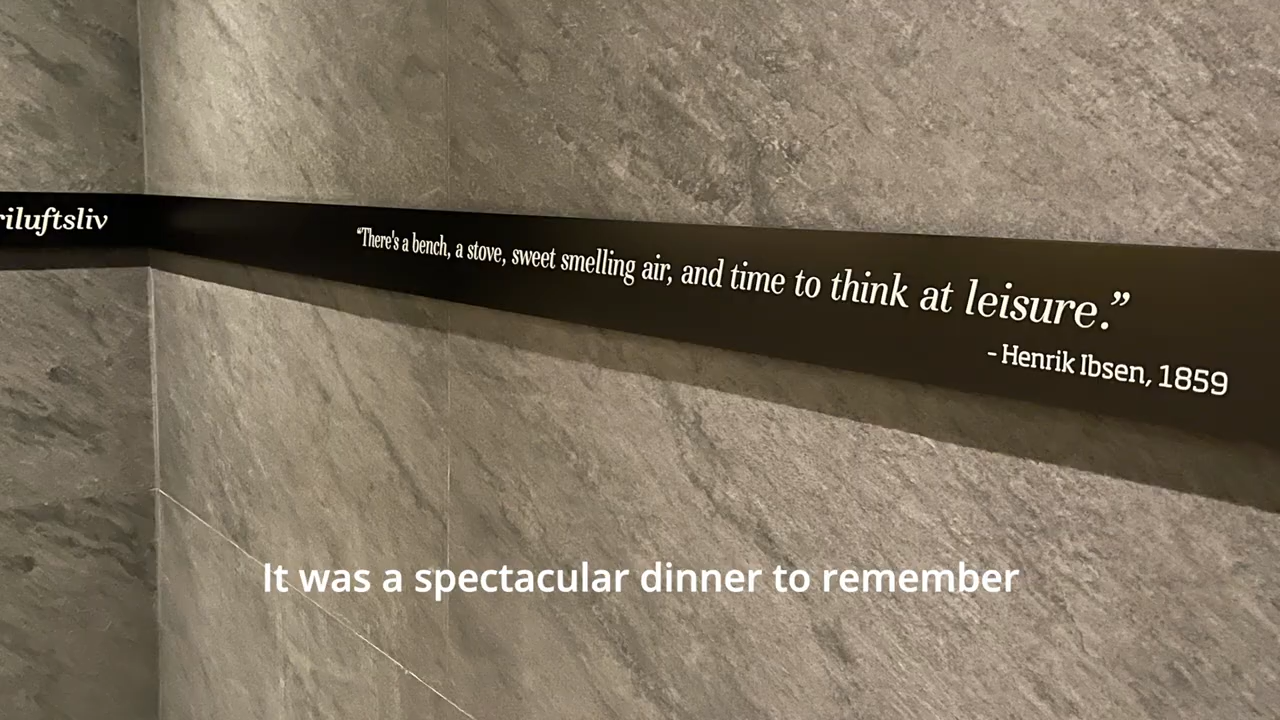 riluftsliv
“There's a bench, a stove, sweet smelling air, and time to think at leisure.”
- Henrik Ibsen, 1859
It was a spectacular dinner to remember